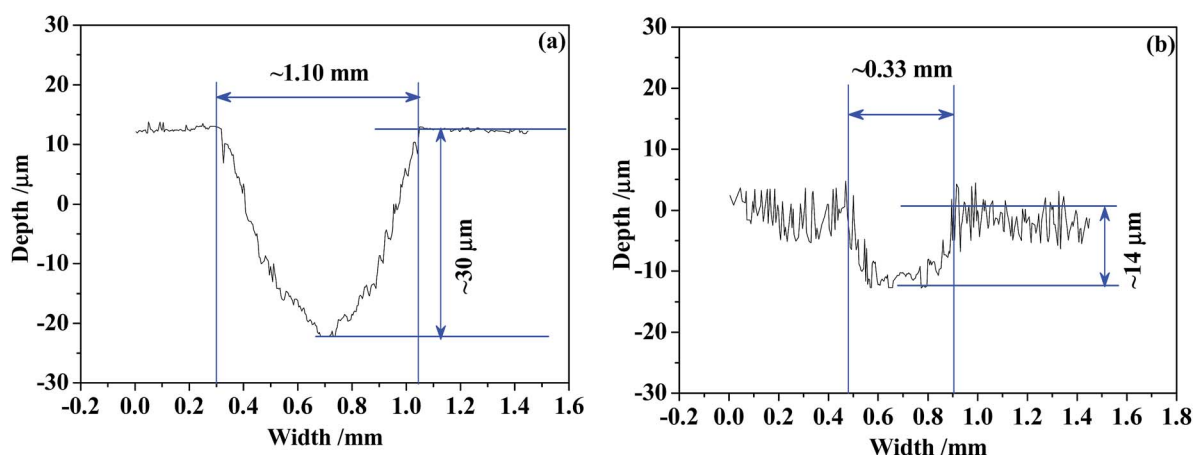 (a)
~1.10 mm
30
20
10
0
-10
-20
-30
Depth /μm
~30 μm
-0.2 0.0 0.2 0.4 0.6 0.8 1.0 1.2 1.4 1.6
Width /mm
(b)
~0.33 mm
30
20
10
0
-10
-20
-30
Depth /μm
~14 μm
-0.2 0.0 0.2 0.4 0.6 0.8 1.0 1.2 1.4 1.6 1.8
Width /mm